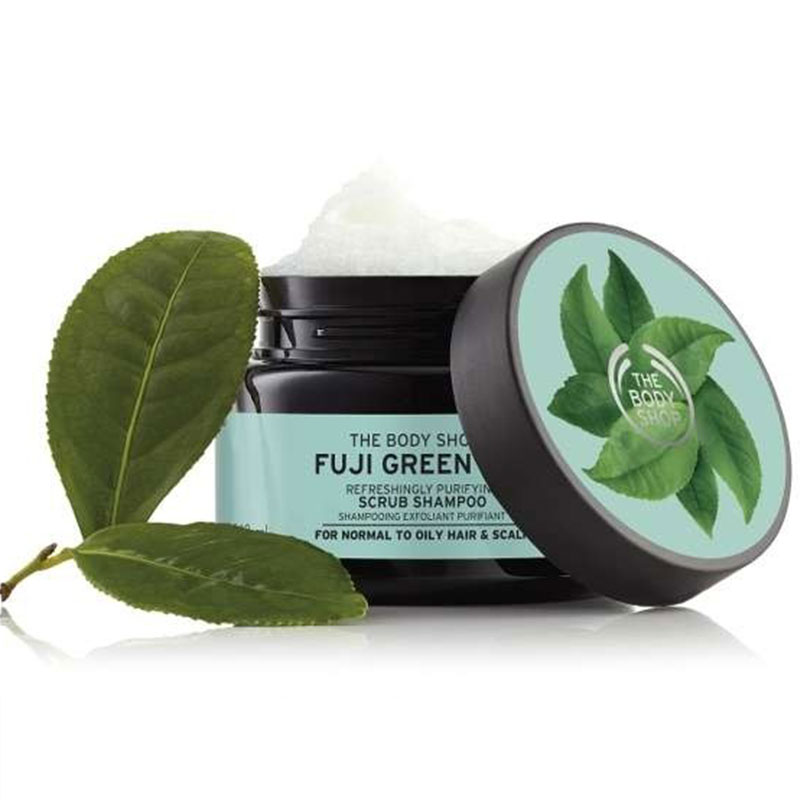 THE BODY SHO
FUJI GREEN
REFRESHINGLY PURIFYIN
SCRUB SHAMPOO
SHAMPOOING EXFOLIANT PURIFIANT
FOR NORMAL TO OILY HAIR & SCALP
THE
BODY
SHOP